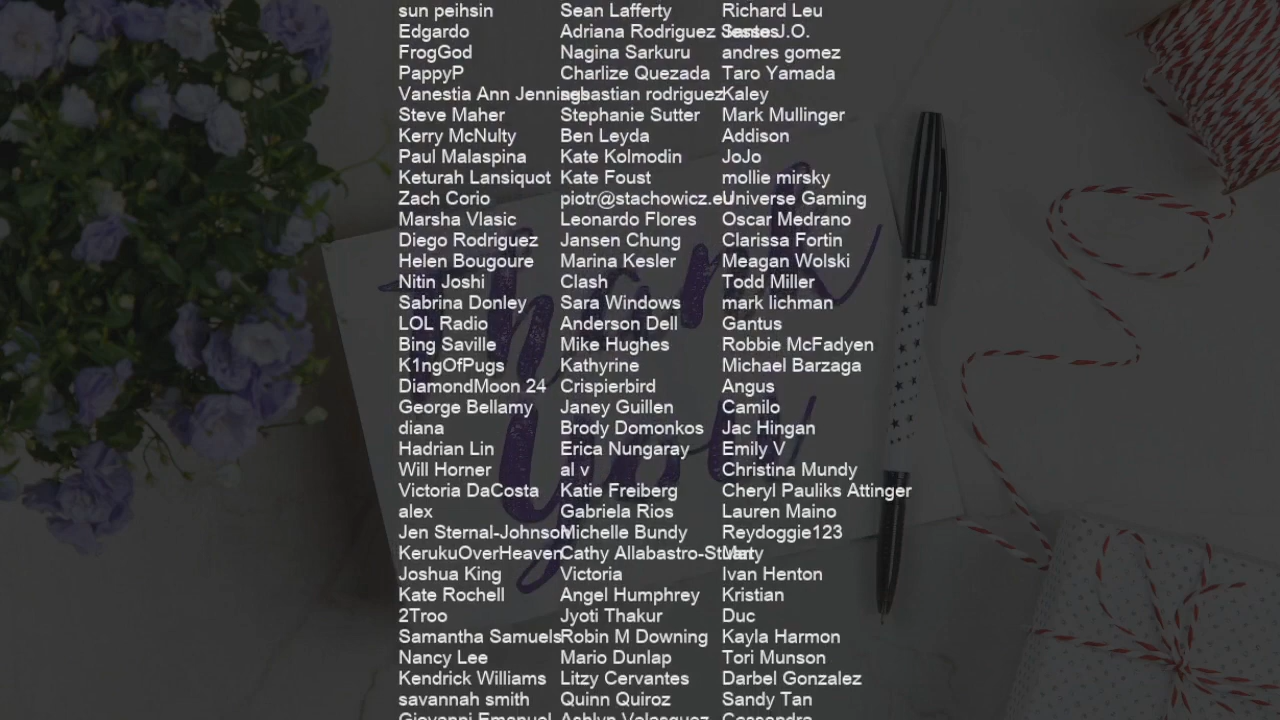 sun peihsin Sean Lafferty Richard Leu
Edgardo Adriana Rodriguez J.O.
FrogGod Nagina Sarkuru andres gomez
PappyP Charlize Quezada Taro Yamada
Vanestia Ann Jennings sebastian rodriguez Kaley
Steve Maher Stephanie Sutter Mark Mullinger
Kerry McNulty Ben Leyda Addison
Paul Malaspina Kate Kolmodin JoJo
Keturah Lansiquot Kate Foust mollie mirsky
Zach Corio piotr@stachowicz.eu Universe Gaming
Marsha Vlasic Leonardo Flores Oscar Medrano
Diego Rodriguez Jansen Chung Clarissa Fortin
Helen Bougoure Marina Kesler Meagan Wolski
Nitin Joshi Clash Todd Miller
Sabrina Donley Sara Windows mark lichman
LOL Radio Anderson Dell Gantus
Bing Saville Mike Hughes Robbie McFadyen
K1ngOfPugs Kathyrine Michael Barzaga
DiamondMoon 24 Crispierbird Angus
George Bellamy Janey Guillen Camilo
diana Brody Domonkos Jac Hingan
Hadrian Lin Erica Nungaray Emily V
Will Horner al v Christina Mundy
Victoria DaCosta Katie Freiberg Cheryl Pauliks Attinger
alex Gabriela Rios Lauren Maino
Jen Sternal-Johnson Michelle Bundy Reydoggie123
KerukuOverHeaven Cathy Allabastro-Stuart Mary
Joshua King Victoria Ivan Henton
Kate Rochell Angel Humphrey Kristian
2Troo Jyoti Thakur Duc
Samantha Samuels Robin M Downing Kayla Harmon
Nancy Lee Mario Dunlap Tori Munson
Kendrick Williams Litzy Cervantes Darbel Gonzalez
savannah smith Quinn Quiroz Sandy Tan
Giovanni Emanuel Ashlyn Velasquez Cassandra
Thank
You